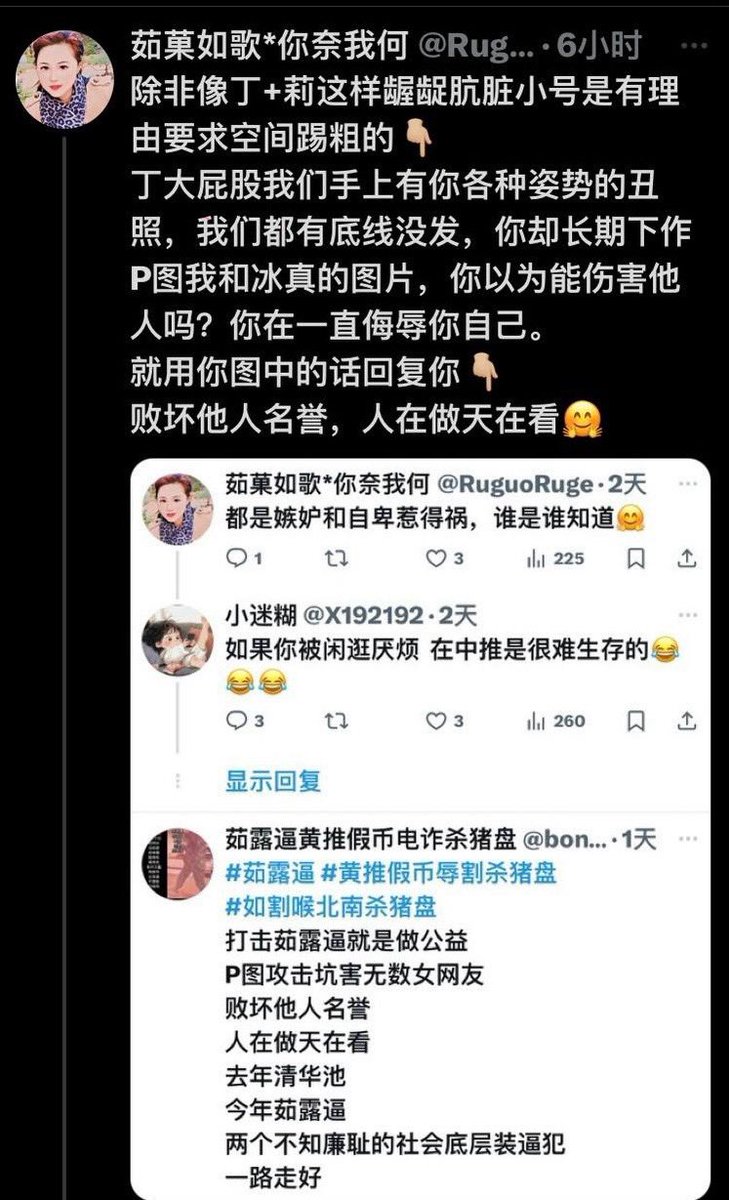 茹菓如歌*你奈我何 @Rug... · 6小时
除非像丁+莉这样龌龊肮脏小号是有理
由要求空间踢粗的👇🏼
丁大屁股我们手上有你各种姿势的丑
照，我们都有底线没发，你却长期下作
P图我和冰真的图片，你以为能伤害他
人吗？你在一直侮辱你自己。
就用你图中的话回复你👇🏼
败坏他人名誉，人在做天在看🤗
茹菓如歌*你奈我何 @RuguoRuge · 2天
都是嫉妒和自卑惹得祸，谁是谁知道🤗
1 3 225
小迷糊 @X192192 · 2天
如果你被闲逛厌烦 在中推是很难生存的😂
😂😂
3 3 260
显示回复
茹露逼黄推假币电诈杀猪盘 @bon... · 1天
#茹露逼 #黄推假币辱割杀猪盘
#如割喉北南杀猪盘
打击茹露逼就是做公益
P图攻击坑害无数女网友
败坏他人名誉
人在做天在看
去年清华池
今年茹露逼
两个不知廉耻的社会底层装逼犯
一路走好